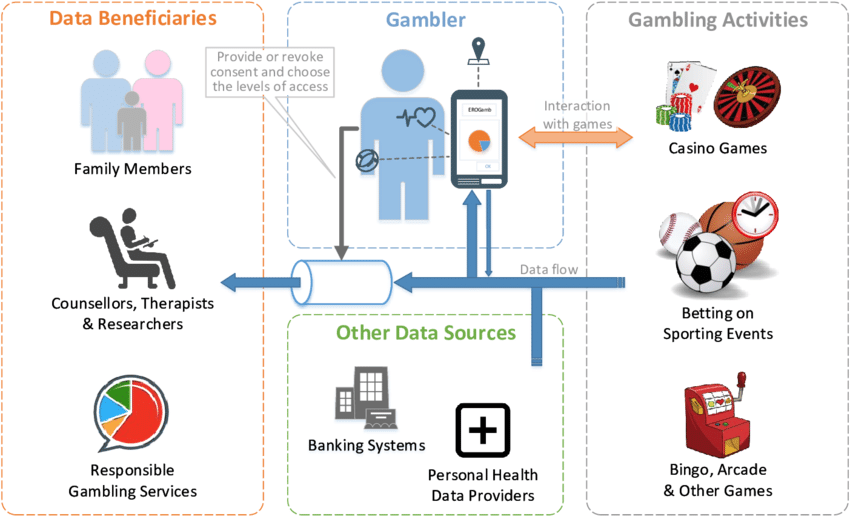 Data Beneficiaries
Family Members
Counsellors, Therapists
& Researchers
Responsible
Gambling Services
Gambler
Provide or revoke
consent and choose
the levels of access
EROGamb
OK
Interaction
with games
Data flow
Other Data Sources
Banking Systems
Personal Health
Data Providers
Gambling Activities
Casino Games
Betting on
Sporting Events
Bingo, Arcade
& Other Games